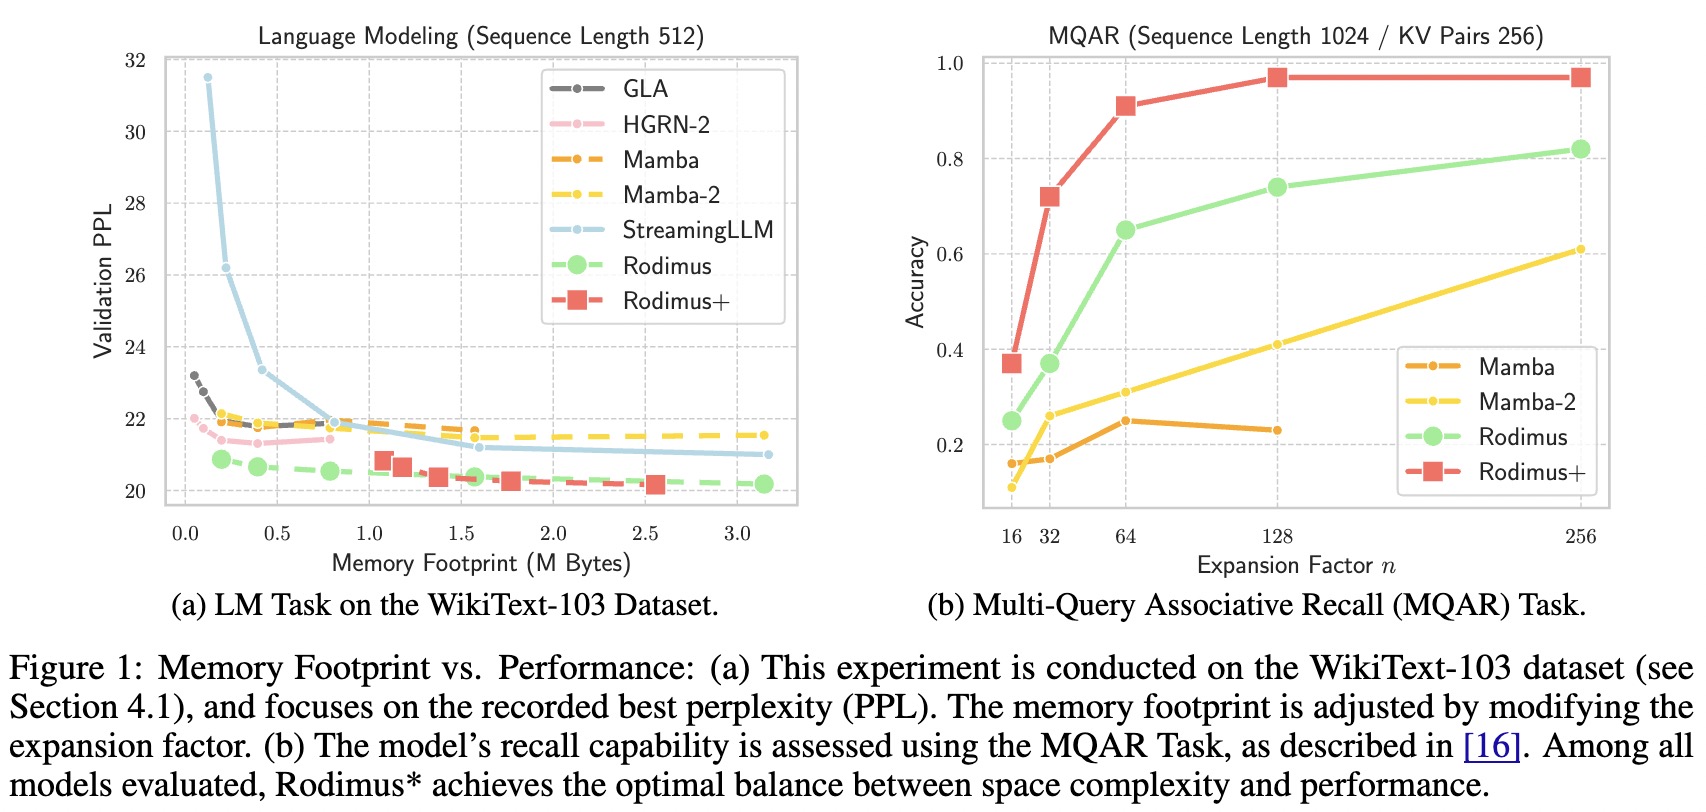 Language Modeling (Sequence Length 512)
32
30
28
26
24
22
20
Validation PPL
GLA
HGRN-2
Mamba
Mamba-2
StreamingLLM
Rodimus
Rodimus+
0.0 0.5 1.0 1.5 2.0 2.5 3.0
Memory Footprint (M Bytes)
(a) LM Task on the WikiText-103 Dataset.
MQAR (Sequence Length 1024 / KV Pairs 256)
1.0
0.8
0.6
0.4
0.2
Accuracy
Mamba
Mamba-2
Rodimus
Rodimus+
16 32 64 128 256
Expansion Factor n
(b) Multi-Query Associative Recall (MQAR) Task.
Figure 1: Memory Footprint vs. Performance: (a) This experiment is conducted on the WikiText-103 dataset (see
Section 4.1), and focuses on the recorded best perplexity (PPL). The memory footprint is adjusted by modifying the
expansion factor. (b) The model's recall capability is assessed using the MQAR Task, as described in [16]. Among all
models evaluated, Rodimus* achieves the optimal balance between space complexity and performance.